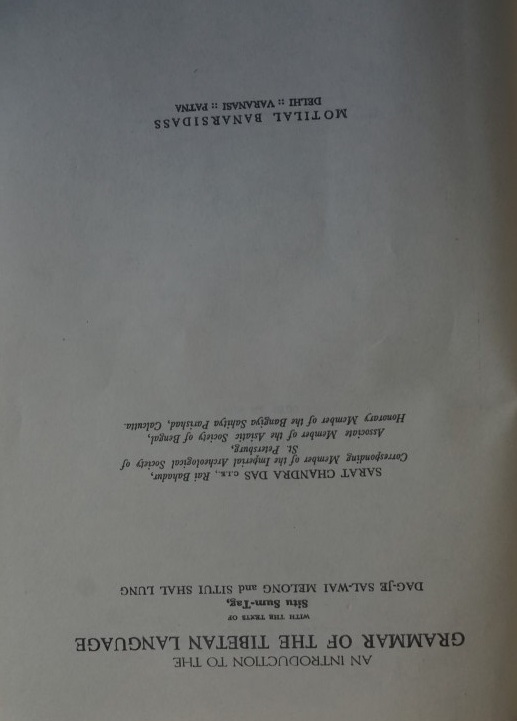 AN INTRODUCTION TO THE
GRAMMAR OF THE TIBETAN LANGUAGE
WITH THE TEXTS OF
Situ Sum-Tag,
DAG-JE SAL-WAI MELONG and SITUI SHAL LUNG
SARAT CHANDRA DAS C.I.E., Rai Bahadur,
Corresponding Member of the Imperial Archeological Society of
St. Petersburg,
Associate Member of the Asiatic Society of Bengal,
Honorary Member of the Bangiya Sahitya Parishad, Calcutta.
MOTILAL BANARSIDASS
DELHI :: VARANASI :: PATNA